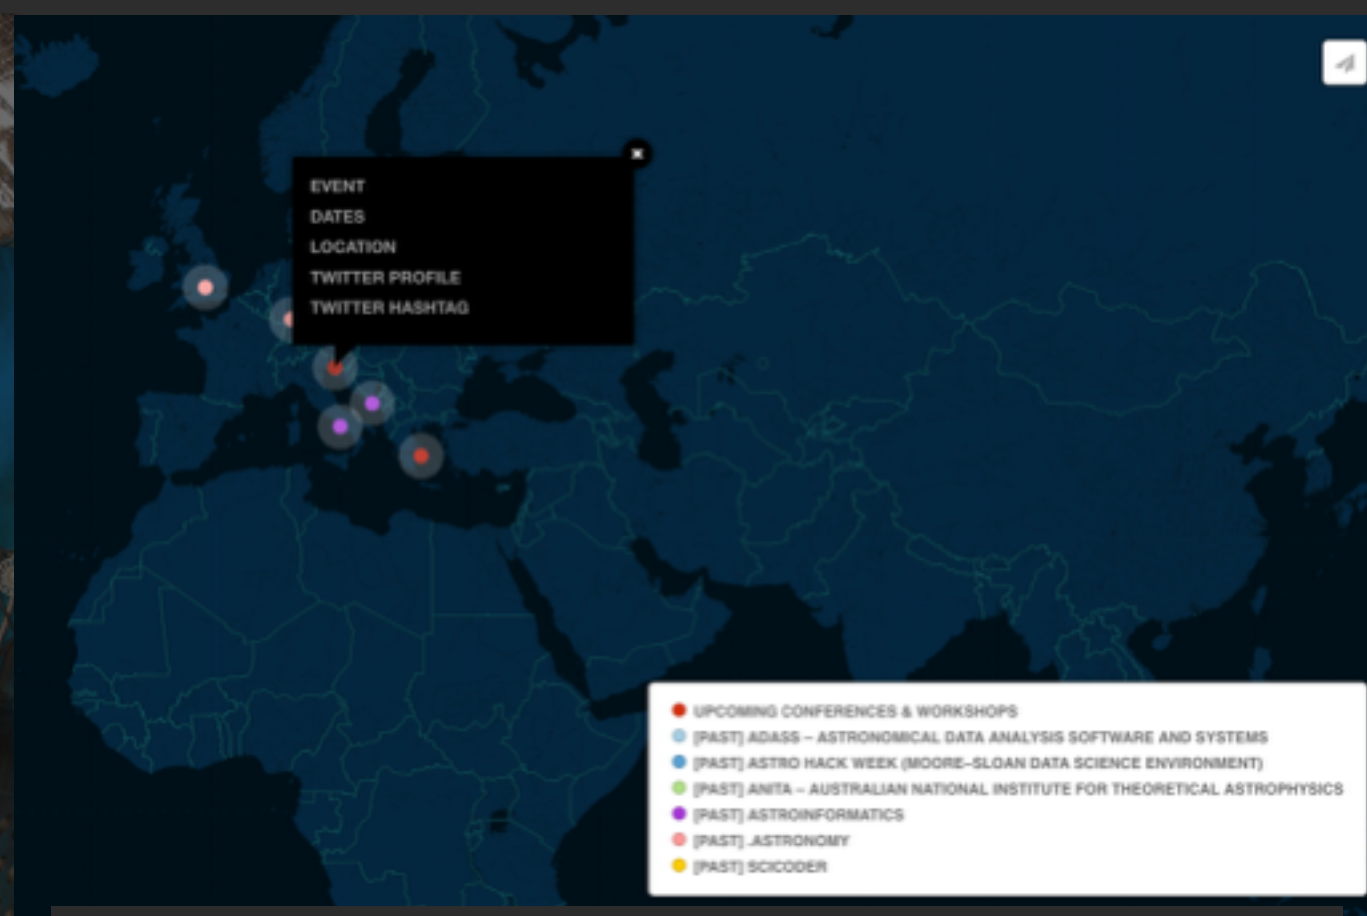 EVENT
DATES
LOCATION
TWITTER PROFILE
TWITTER HASHTAG
UPCOMING CONFERENCES & WORKSHOPS
[PAST] ADASS – ASTRONOMICAL DATA ANALYSIS SOFTWARE AND SYSTEMS
[PAST] ASTRO HACK WEEK (MOORE–SLOAN DATA SCIENCE ENVIRONMENT)
[PAST] ANITA – AUSTRALIAN NATIONAL INSTITUTE FOR THEORETICAL ASTROPHYSICS
[PAST] ASTROINFORMATICS
[PAST] .ASTRONOMY
[PAST] SCICODER